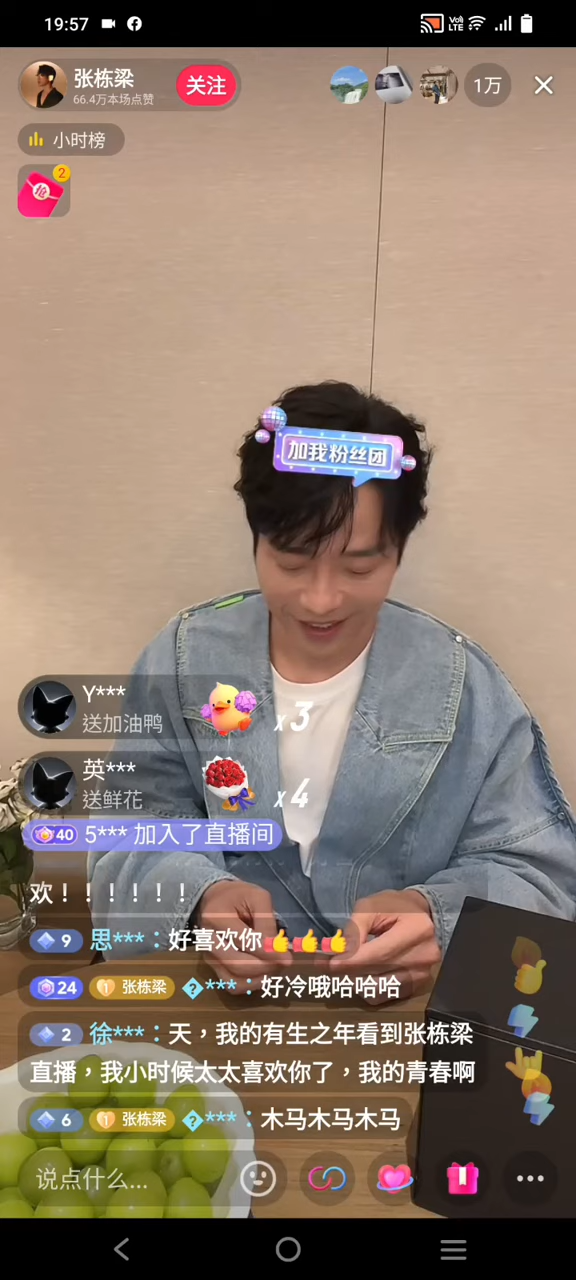 19:57
Vo) LTE
张栋梁
66.4万本场点赞
关注
1万
小时榜
2
加我粉丝团
Y***
送加油鸭
x3
英***
送鲜花
x4
40 5*** 加入了直播间
欢！！！！！！
9 思***：好喜欢你
24 1 张栋梁 ?***：好冷哦哈哈哈
2 徐***：天，我的有生之年看到张栋梁
直播，我小时候太太喜欢你了，我的青春啊
6 1 张栋梁 ?***：木马木马木马
说点什么...